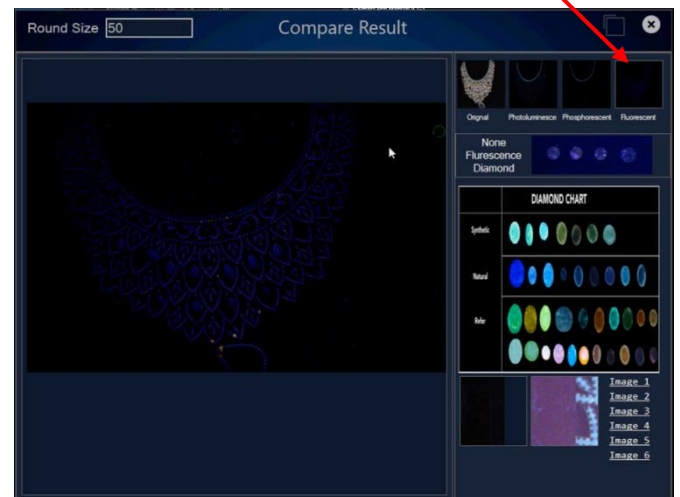 Round Size 50
Compare Result
Orignal Photoluminesce Phosphorescent Fluorescent
None
Flurescence
Diamond
DIAMOND CHART
Synthetic
Natural
Refer
Image 1
Image 2
Image 3
Image 4
Image 5
Image 6